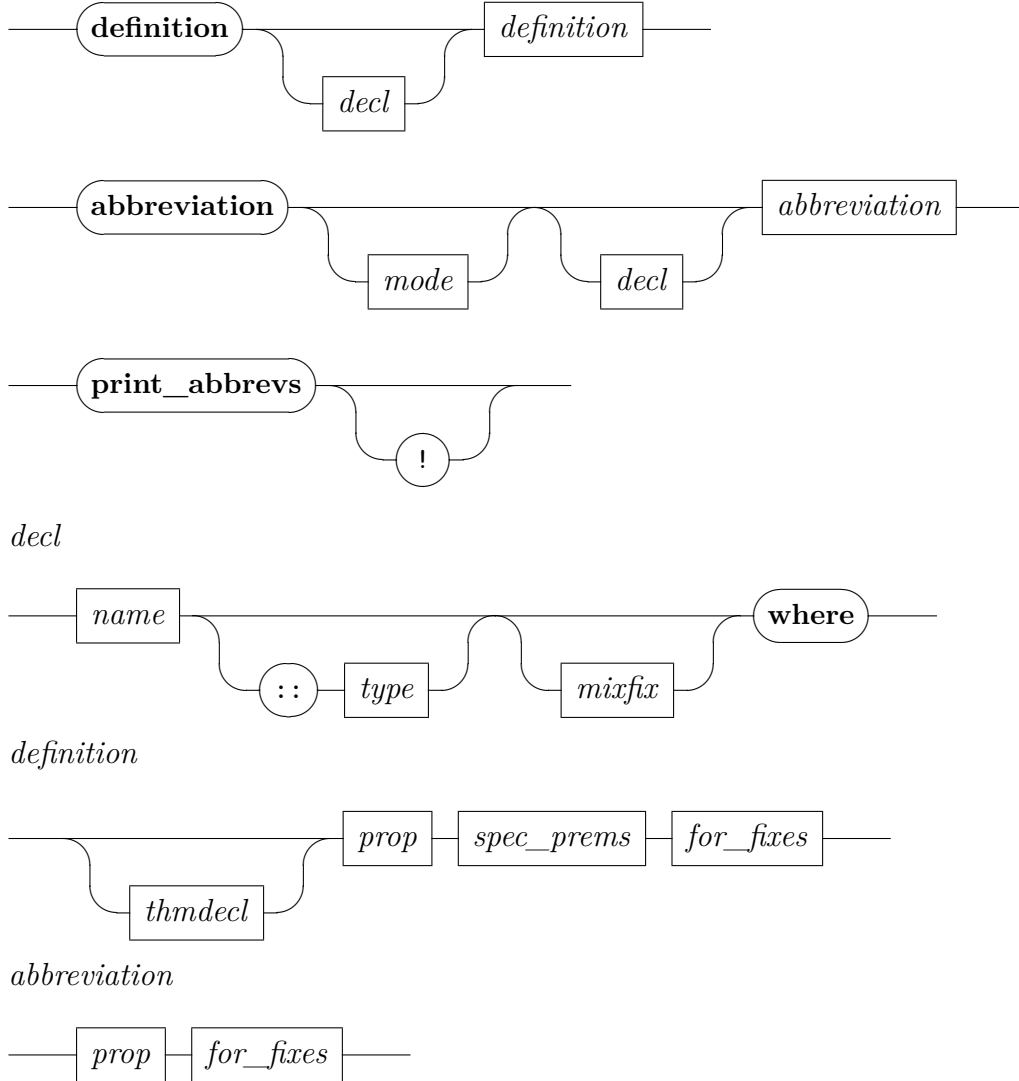 definition definition
decl
abbreviation abbreviation
mode decl
print_abbrevs
!
decl
name where
:: type mixfix
definition
prop spec_prems for_fixes
thmdecl
abbreviation
prop for_fixes